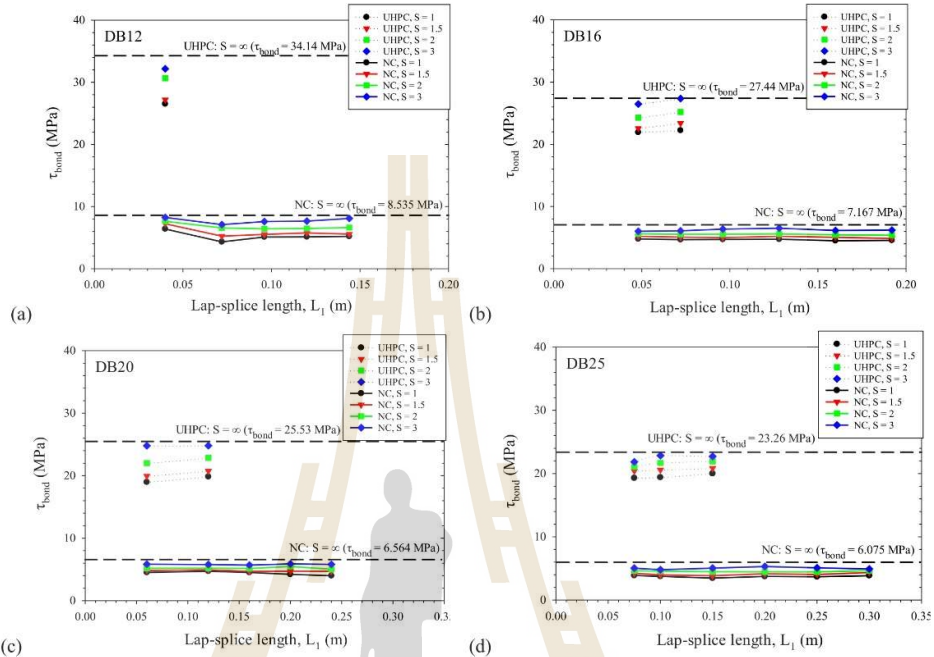 DB12
UHPC: S = ∞ (τbond = 34.14 MPa)
NC: S = ∞ (τbond = 8.535 MPa)
UHPC, S = 1
UHPC, S = 1.5
UHPC, S = 2
UHPC, S = 3
NC, S = 1
NC, S = 1.5
NC, S = 2
NC, S = 3
40
30
20
10
0
τbond (MPa)
0.00 0.05 0.10 0.15 0.20
Lap-splice length, L1 (m)
(a)
DB16
UHPC: S = ∞ (τbond = 27.44 MPa)
NC: S = ∞ (τbond = 7.167 MPa)
UHPC, S = 1
UHPC, S = 1.5
UHPC, S = 2
UHPC, S = 3
NC, S = 1
NC, S = 1.5
NC, S = 2
NC, S = 3
40
30
20
10
0
τbond (MPa)
0.00 0.05 0.10 0.15 0.20
Lap-splice length, L1 (m)
(b)
DB20
UHPC: S = ∞ (τbond = 25.53 MPa)
NC: S = ∞ (τbond = 6.564 MPa)
UHPC, S = 1
UHPC, S = 1.5
UHPC, S = 2
UHPC, S = 3
NC, S = 1
NC, S = 1.5
NC, S = 2
NC, S = 3
40
30
20
10
0
τbond (MPa)
0.00 0.05 0.10 0.15 0.20 0.25 0.30 0.3
Lap-splice length, L1 (m)
(c)
DB25
UHPC: S = ∞ (τbond = 23.26 MPa)
NC: S = ∞ (τbond = 6.075 MPa)
UHPC, S = 1
UHPC, S = 1.5
UHPC, S = 2
UHPC, S = 3
NC, S = 1
NC, S = 1.5
NC, S = 2
NC, S = 3
40
30
20
10
0
τbond (MPa)
0.00 0.05 0.10 0.15 0.20 0.25 0.30 0.35
Lap-splice length, L1 (m)
(d)